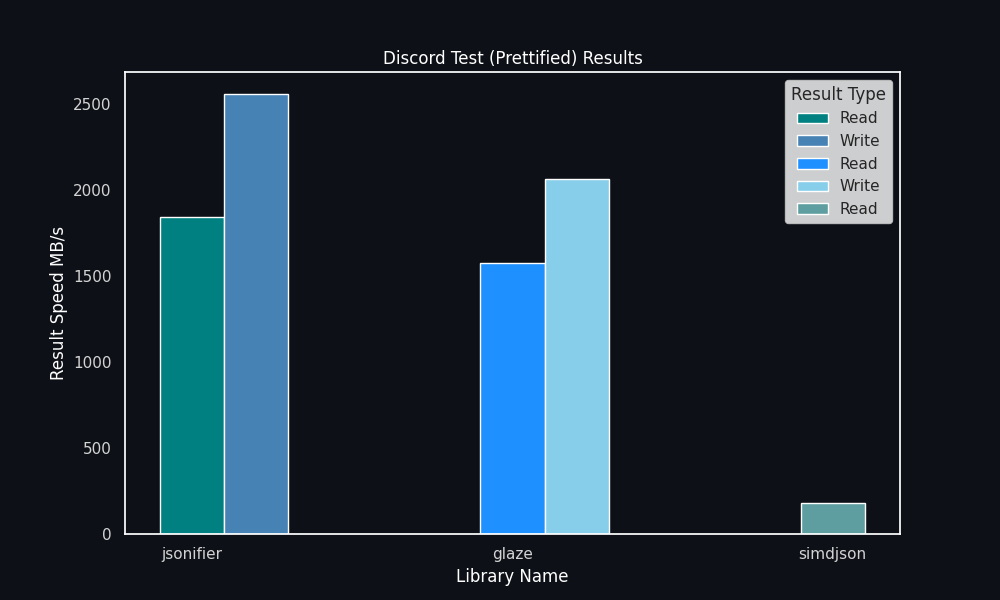 Discord Test (Prettified) Results
Result Type
Read
Write
Read
Write
Read
Result Speed MB/s
2500
2000
1500
1000
500
0
jsonifier
glaze
simdjson
Library Name